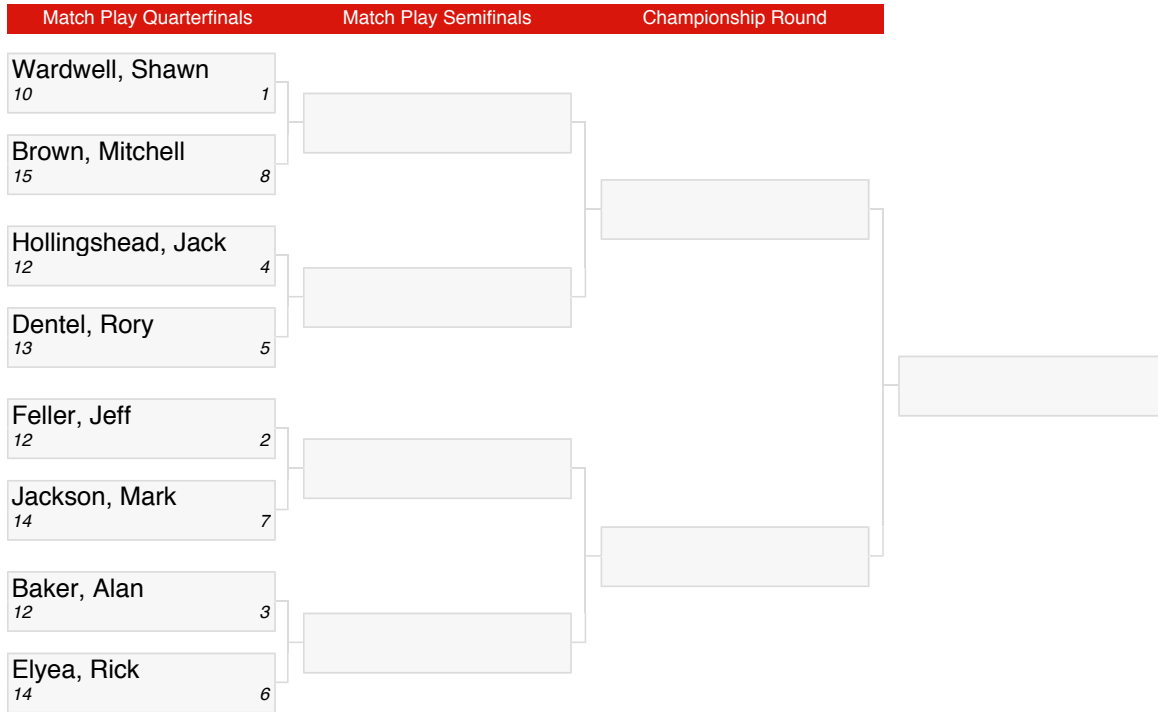 Match Play Quarterfinals Match Play Semifinals Championship Round
Wardwell, Shawn
10 1
Brown, Mitchell
15 8
Hollingshead, Jack
12 4
Dentel, Rory
13 5
Feller, Jeff
12 2
Jackson, Mark
14 7
Baker, Alan
12 3
Elyea, Rick
14 6